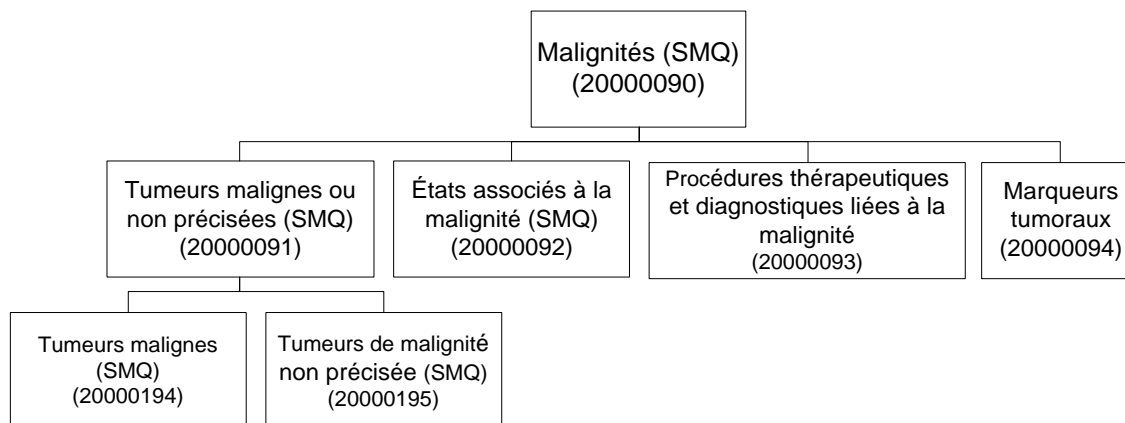 Malignités (SMQ)
(20000090)
Tumeurs malignes ou
non précisées (SMQ)
(20000091)
États associés à la
malignité (SMQ)
(20000092)
Procédures thérapeutiques
et diagnostiques liées à la
malignité
(20000093)
Marqueurs
tumoraux
(20000094)
Tumeurs malignes
(SMQ)
(20000194)
Tumeurs de malignité
non précisée (SMQ)
(20000195)